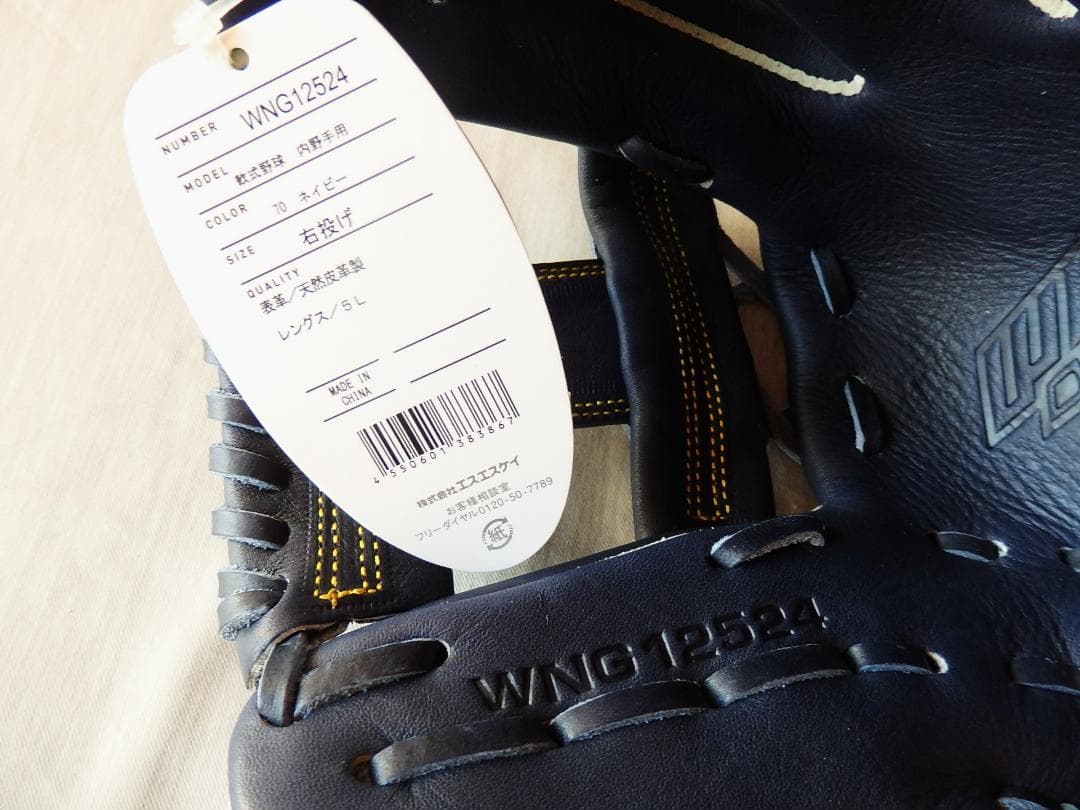 NUMBER WNG12524
MODEL 軟式野球 内野手用
COLOR 70 ネイビー
SIZE 右投げ
QUALITY
表革/天然皮革製
レングス/5L
MADE IN
CHINA
4 550601 383867
株式会社エスエスケイ
お客様相談室
フリーダイヤル0120-50-7789
紙
WNG12524